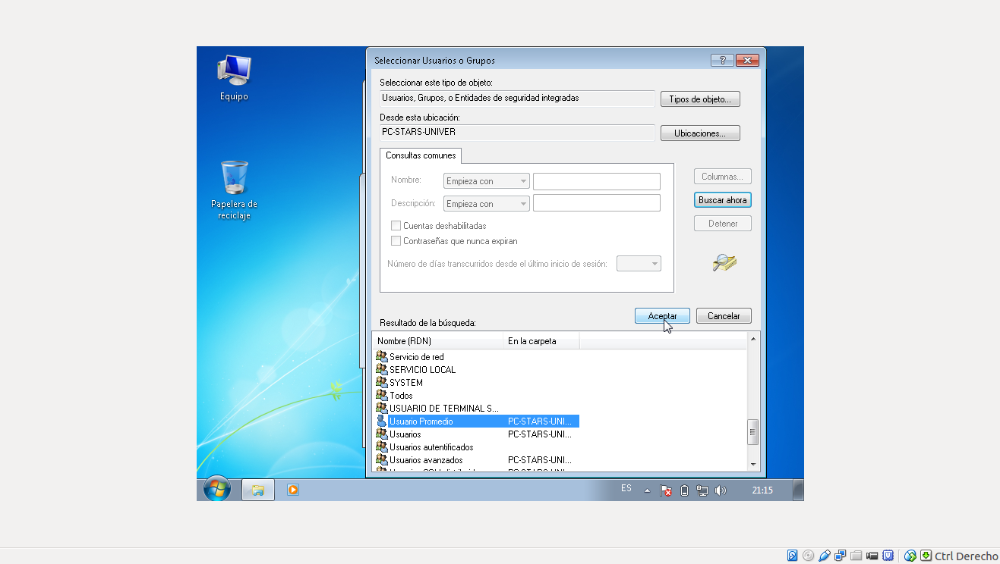 Seleccionar Usuarios o Grupos
?
Equipo
Papelera de
reciclaje
Seleccionar este tipo de objeto:
Usuarios, Grupos, o Entidades de seguridad integradas
Tipos de objeto...
Desde esta ubicación:
PC-STARS-UNIVER
Ubicaciones...
Consultas comunes
Nombre:
Empieza con
Columnas...
Descripción:
Empieza con
Buscar ahora
Cuentas deshabilitadas
Detener
Contraseñas que nunca expiran
Número de días transcurridos desde el último inicio de sesión:
Aceptar
Cancelar
Resultado de la búsqueda:
Nombre (RDN) En la carpeta
Servicio de red
SERVICIO LOCAL
SYSTEM
Todos
USUARIO DE TERMINAL S...
Usuario Promedio PC-STARS-UNI...
Usuarios PC-STARS-UNI...
Usuarios autentificados
Usuarios avanzados PC-STARS-UNI...
ES
21:15
Ctrl Derecho